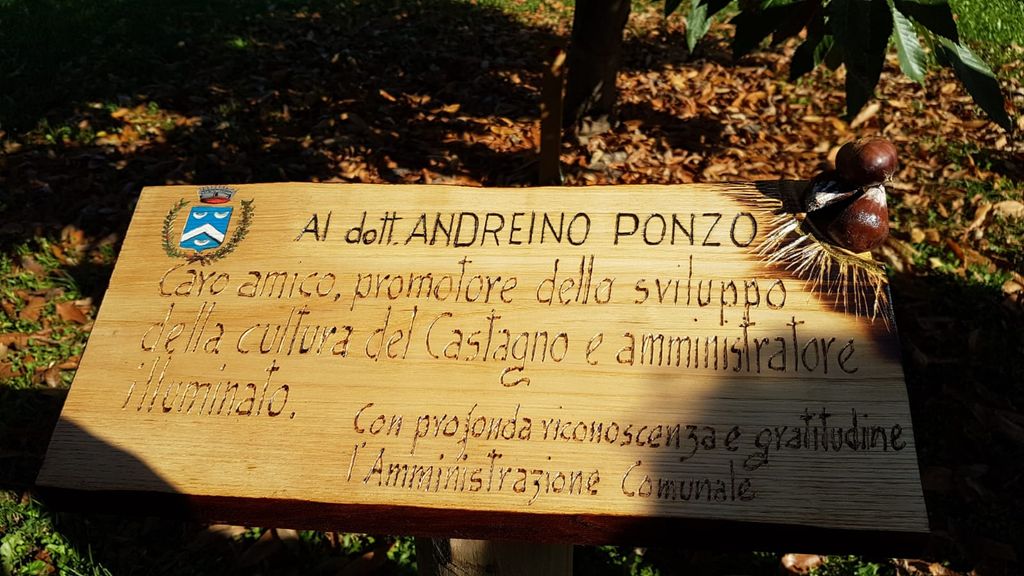 Al dott. ANDREINO PONZO
Caro amico, promotore dello sviluppo
della cultura del Castagno e amministratore
illuminato.
Con profonda riconoscenza e gratitudine
l'Amministrazione Comunale